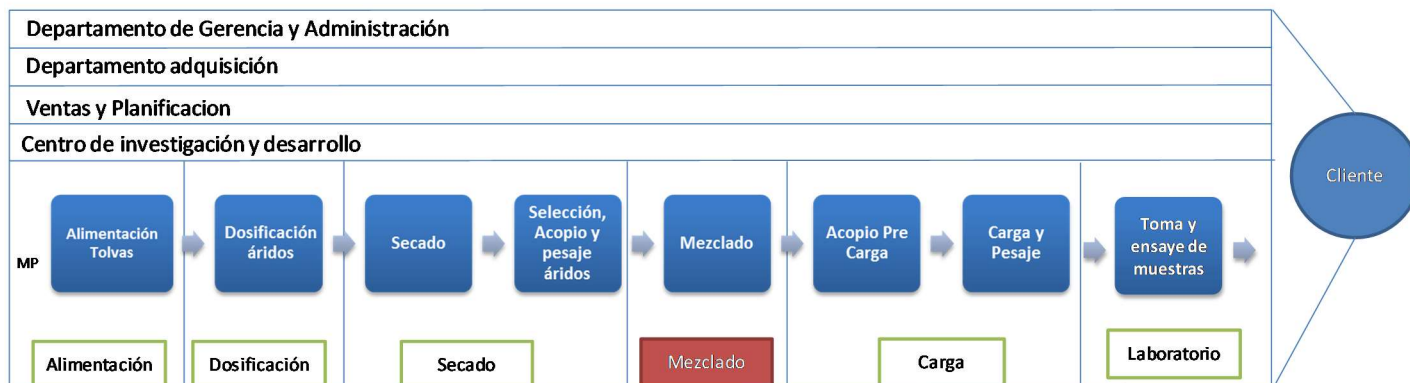 Departamento de Gerencia y Administración
Departamento adquisición
Ventas y Planificacion
Centro de investigación y desarrollo
MP
Alimentación
Tolvas
Dosificación
áridos
Secado
Selección,
Acopio y
pesaje
áridos
Mezclado
Acopio Pre
Carga
Carga y
Pesaje
Toma y
ensaye de
muestras
Cliente
Alimentación
Dosificación
Secado
Mezclado
Carga
Laboratorio